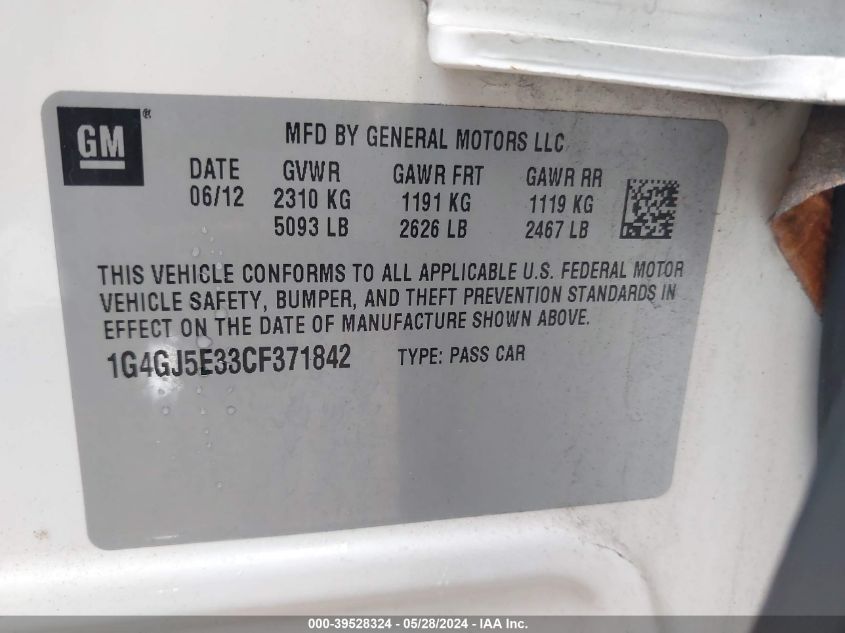 GM®
MFD BY GENERAL MOTORS LLC
DATE GVWR GAWR FRT GAWR RR
06/12 2310 KG 1191 KG 1119 KG
5093 LB 2626 LB 2467 LB
THIS VEHICLE CONFORMS TO ALL APPLICABLE U.S. FEDERAL MOTOR
VEHICLE SAFETY, BUMPER, AND THEFT PREVENTION STANDARDS IN
EFFECT ON THE DATE OF MANUFACTURE SHOWN ABOVE.
1G4GJ5E33CF371842 TYPE: PASS CAR
000-39528324 - 05/28/2024 - IAA Inc.